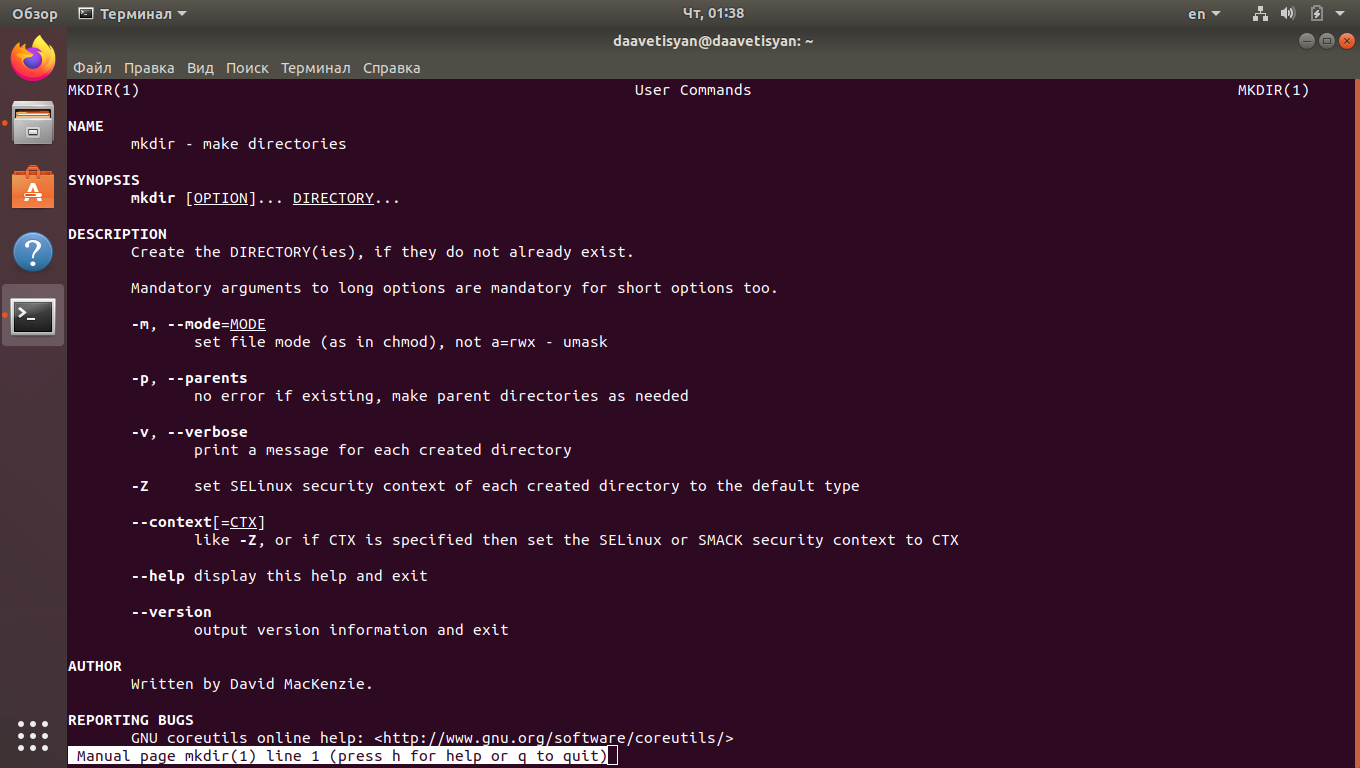 Обзор Терминал Чт, 01:38 en
daavetisyan@daavetisyan: ~
Файл Правка Вид Поиск Терминал Справка
MKDIR(1) User Commands MKDIR(1)
NAME
mkdir - make directories
SYNOPSIS
mkdir [OPTION]... DIRECTORY...
DESCRIPTION
Create the DIRECTORY(ies), if they do not already exist.
Mandatory arguments to long options are mandatory for short options too.
-m, --mode=MODE
set file mode (as in chmod), not a=rwx - umask
-p, --parents
no error if existing, make parent directories as needed
-v, --verbose
print a message for each created directory
-Z set SELinux security context of each created directory to the default type
--context[=CTX]
like -Z, or if CTX is specified then set the SELinux or SMACK security context to CTX
--help display this help and exit
--version
output version information and exit
AUTHOR
Written by David MacKenzie.
REPORTING BUGS
GNU coreutils online help: <http://www.gnu.org/software/coreutils/>
Manual page mkdir(1) line 1 (press h for help or q to quit)